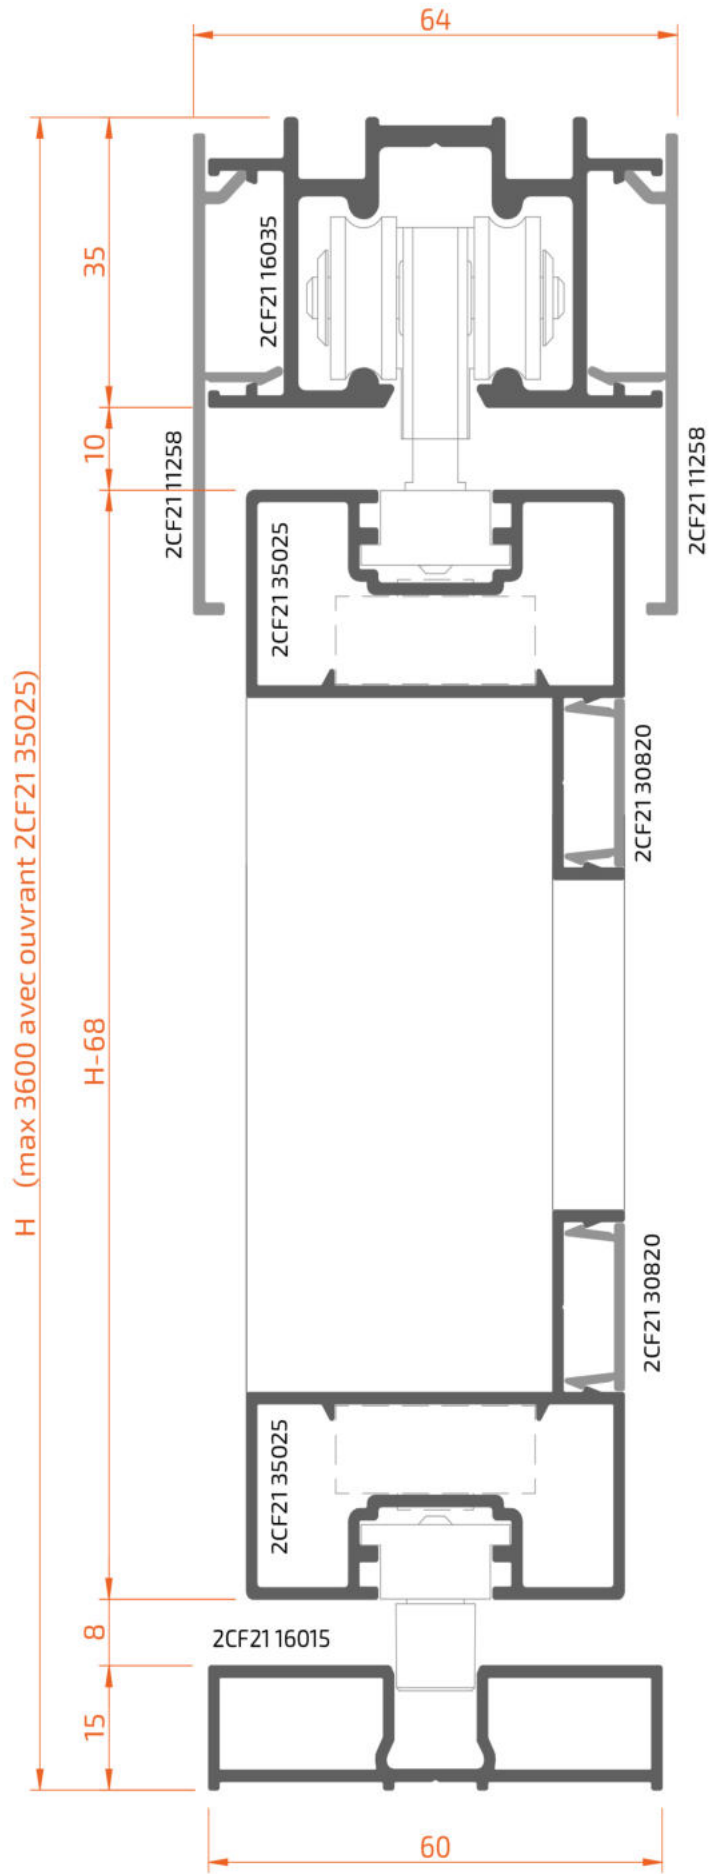 64
35
2CF21 16035
10
2CF21 11258
2CF21 11258
2CF21 35025
H (max 3600 avec ouvrant 2CF21 35025)
2CF21 30820
H-68
2CF21 30820
2CF21 35025
8
2CF21 16015
15
60